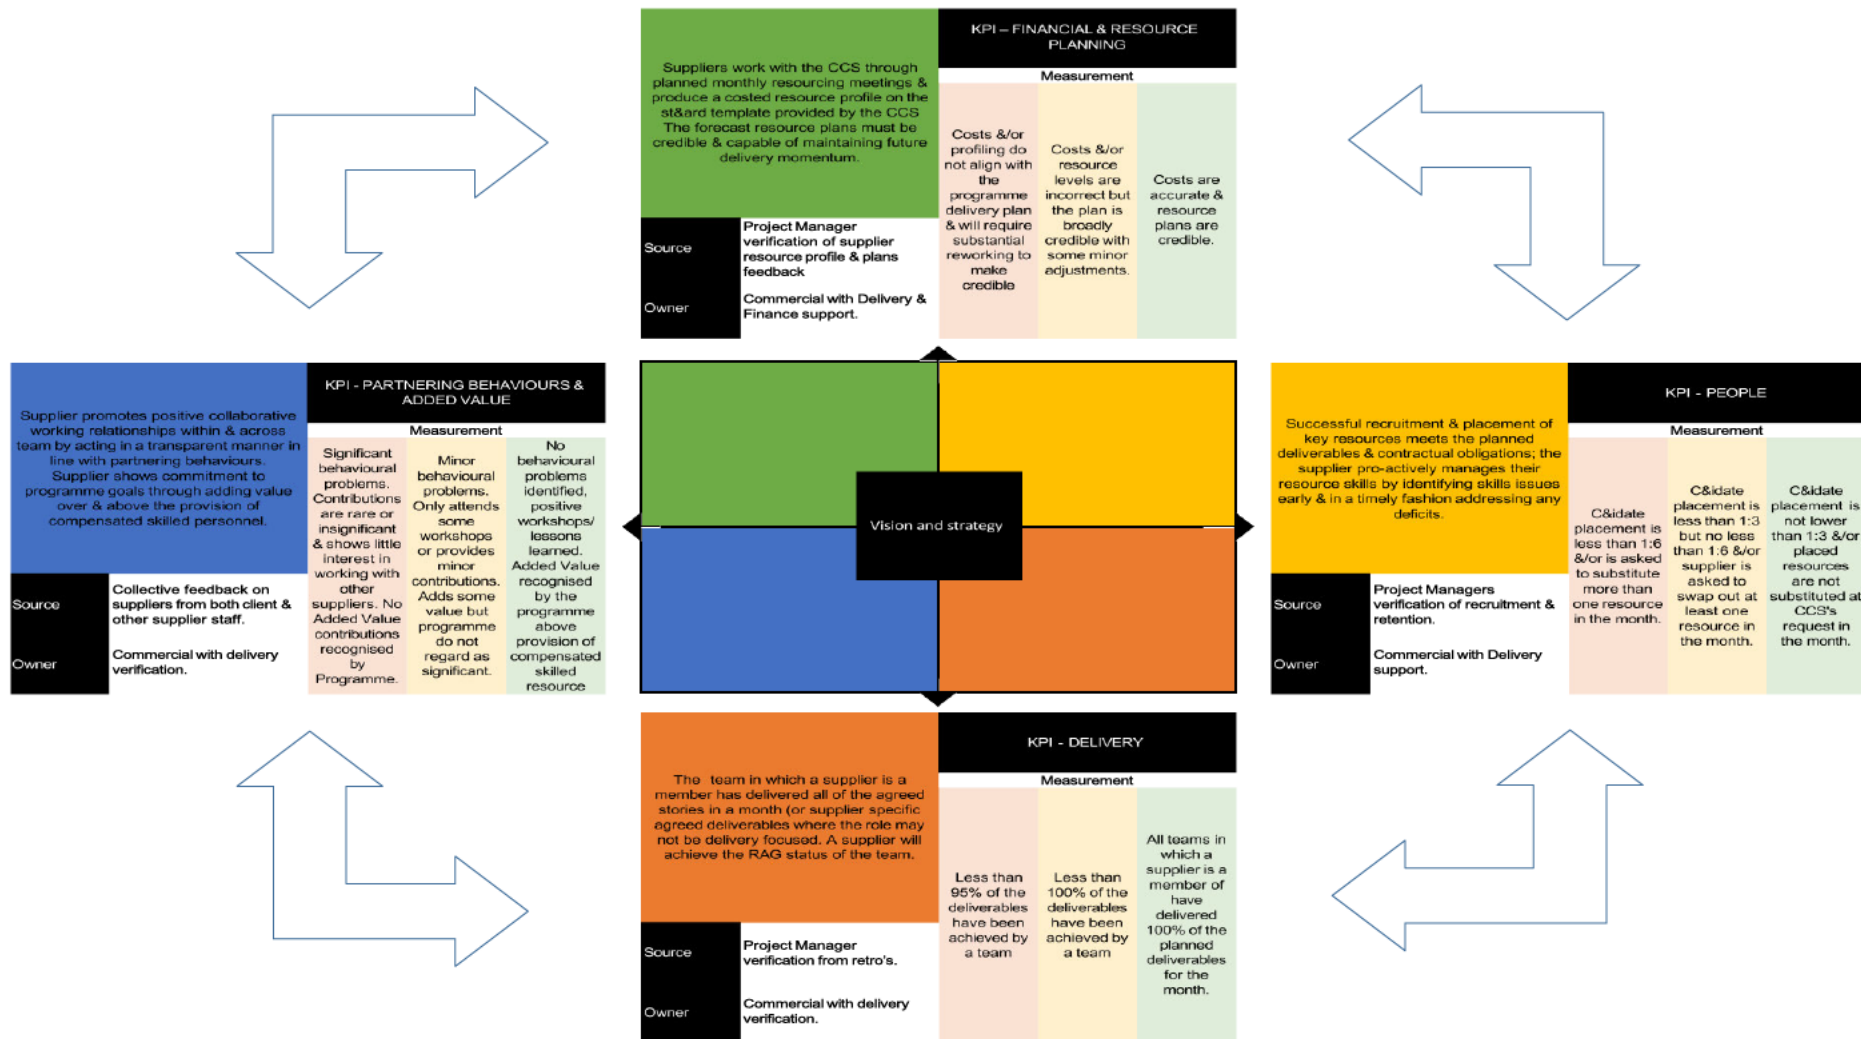 KPI – FINANCIAL & RESOURCE
PLANNING
Suppliers work with the CCS through
planned monthly resourcing meetings &
produce a costed resource profile on the
st&ard template provided by the CCS
The forecast resource plans must be
credible & capable of maintaining future
delivery momentum.
Measurement
Costs &/or
profiling do
not align with
the
programme
delivery plan
& will require
substantial
reworking to
make
credible
Costs &/or
resource
levels are
incorrect but
the plan is
broadly
credible with
some minor
adjustments.
Costs are
accurate &
resource
plans are
credible.
Source
Project Manager
verification of supplier
resource profile & plans
feedback
Owner
Commercial with Delivery &
Finance support.
KPI - PARTNERING BEHAVIOURS &
ADDED VALUE
Supplier promotes positive collaborative
working relationships within & across
team by acting in a transparent manner in
line with partnering behaviours.
Supplier shows commitment to
programme goals through adding value
over & above the provision of
compensated skilled personnel.
Measurement
Significant
behavioural
problems.
Contributions
are rare or
insignificant
& shows little
interest in
working with
other
suppliers. No
Added Value
contributions
recognised
by
Programme.
Minor
behavioural
problems.
Only attends
some
workshops
or provides
minor
contributions.
Adds some
value but
programme
do not
regard as
significant.
No
behavioural
problems
identified,
positive
workshops/
lessons
learned.
Added Value
recognised
by the
programme
above
provision of
compensated
skilled
resource
Source
Collective feedback on
suppliers from both client &
other supplier staff.
Owner
Commercial with delivery
verification.
Vision and strategy
KPI - PEOPLE
Successful recruitment & placement of
key resources meets the planned
deliverables & contractual obligations; the
supplier pro-actively manages their
resource skills by identifying skills issues
early & in a timely fashion addressing any
deficits.
Measurement
C&idate
placement is
less than 1:6
&/or is asked
to substitute
more than
one resource
in the month.
C&idate
placement is
less than 1:3
but no less
than 1:6 &/or
supplier is
asked to
swap out at
least one
resource in
the month.
C&idate
placement is
not lower
than 1:3 &/or
placed
resources
are not
substituted at
CCS's
request in
the month.
Source
Project Managers
verification of recruitment &
retention.
Owner
Commercial with Delivery
support.
KPI - DELIVERY
The team in which a supplier is a
member has delivered all of the agreed
stories in a month (or supplier specific
agreed deliverables where the role may
not be delivery focused. A supplier will
achieve the RAG status of the team.
Measurement
Less than
95% of the
deliverables
have been
achieved by
a team
Less than
100% of the
deliverables
have been
achieved by
a team
All teams in
which a
supplier is a
member of
have
delivered
100% of the
planned
deliverables
for the
month.
Source
Project Manager
verification from retro's.
Owner
Commercial with delivery
verification.